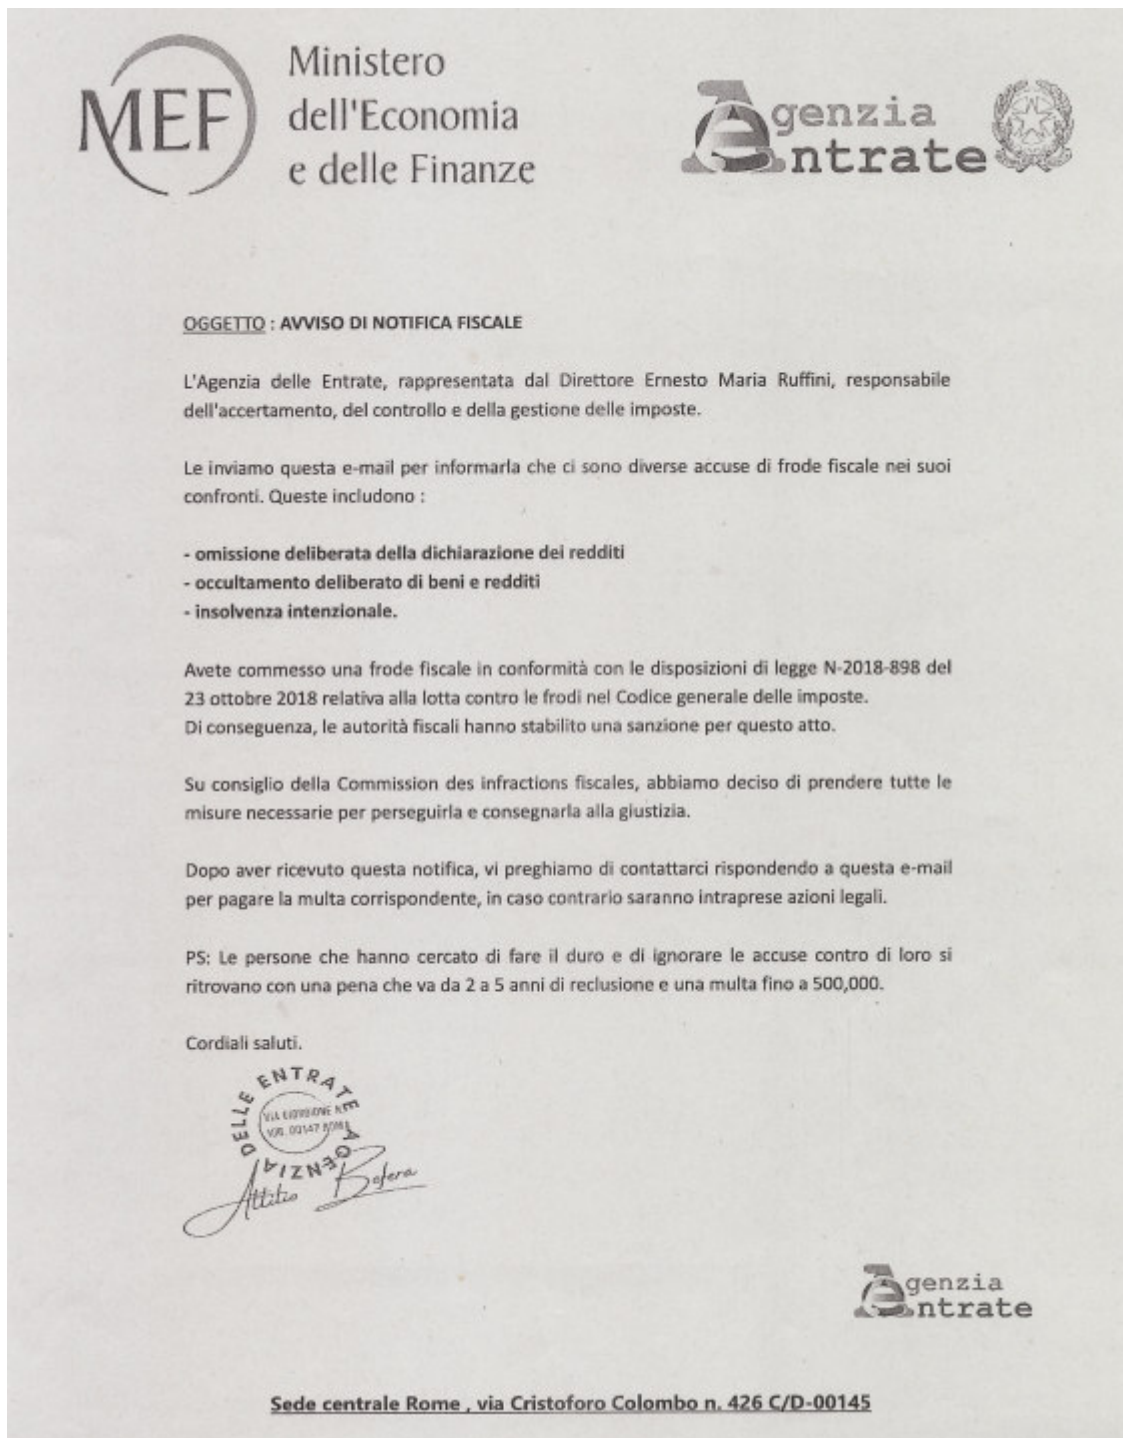 MEF
Ministero
dell'Economia
e delle Finanze
Agenzia
Entrate
OGGETTO : AVVISO DI NOTIFICA FISCALE
L'Agenzia delle Entrate, rappresentata dal Direttore Ernesto Maria Ruffini, responsabile
dell'accertamento, del controllo e della gestione delle imposte.
Le inviamo questa e-mail per informarla che ci sono diverse accuse di frode fiscale nei suoi
confronti. Queste includono :
- omissione deliberata della dichiarazione dei redditi
- occultamento deliberato di beni e redditi
- insolvenza intenzionale.
Avete commesso una frode fiscale in conformità con le disposizioni di legge N-2018-898 del
23 ottobre 2018 relativa alla lotta contro le frodi nel Codice generale delle imposte.
Di conseguenza, le autorità fiscali hanno stabilito una sanzione per questo atto.
Su consiglio della Commission des infractions fiscales, abbiamo deciso di prendere tutte le
misure necessarie per perseguirla e consegnarla alla giustizia.
Dopo aver ricevuto questa notifica, vi preghiamo di contattarci rispondendo a questa e-mail
per pagare la multa corrispondente, in caso contrario saranno intraprese azioni legali.
PS: Le persone che hanno cercato di fare il duro e di ignorare le accuse contro di loro si
ritrovano con una pena che va da 2 a 5 anni di reclusione e una multa fino a 500,000.
Cordiali saluti.
AGENZIA DELLE ENTRATE
VIA
00147 ROMA
Attilio Befera
Agenzia
Entrate
Sede centrale Rome , via Cristoforo Colombo n. 426 C/D-00145